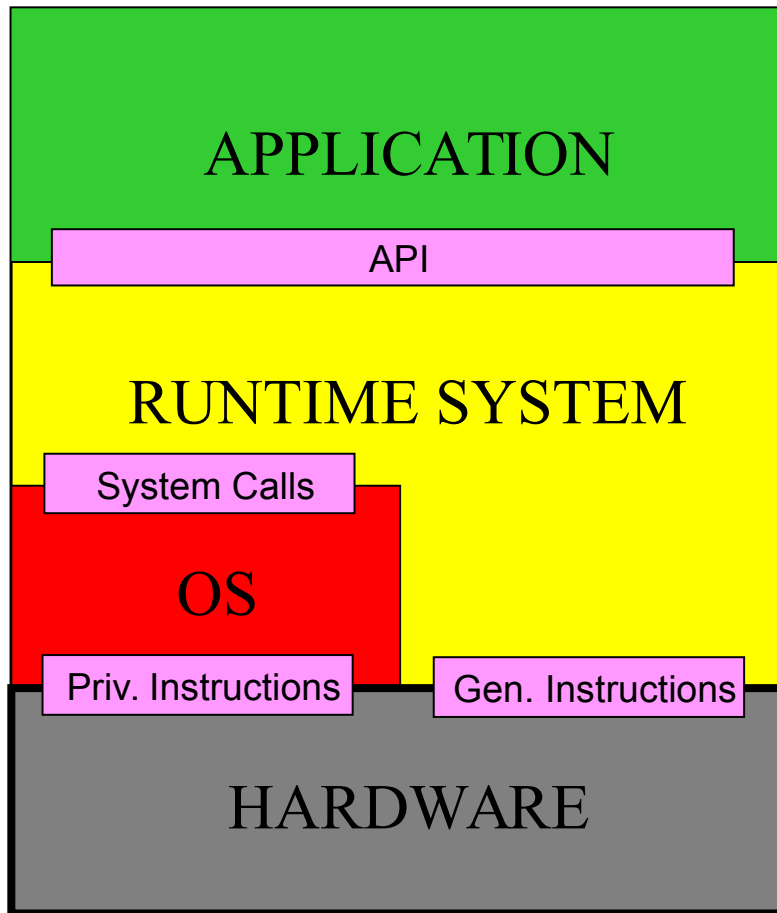 APPLICATION
API
RUNTIME SYSTEM
System Calls
OS
Priv. Instructions
Gen. Instructions
HARDWARE